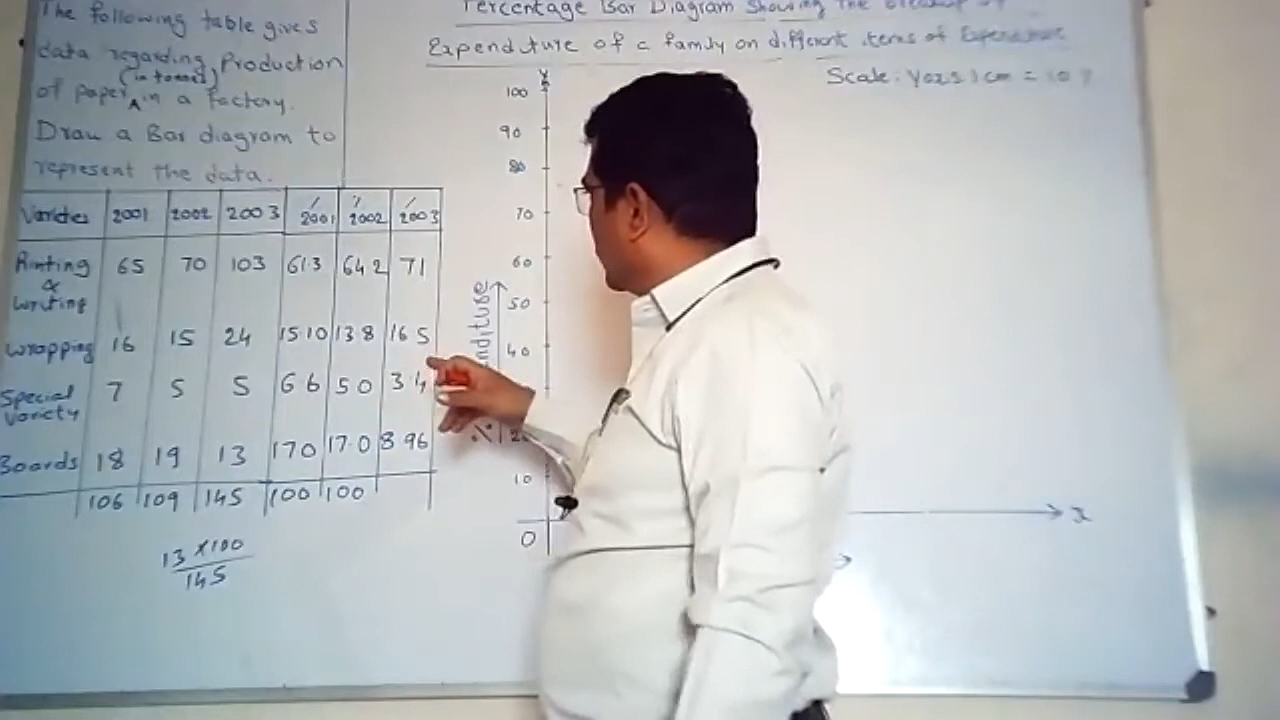 The following table gives
data regarding Production
(in tonnes)
of paper in a factory.
Draw a Bar diagram to
represent the data.
Varieties 2001 2002 2003 % 2001 % 2002 % 2003
Printing & Writing 65 70 103 61.3 64.2 71
Wrapping 16 15 24 15.10 13.8 16.5
Special Variety 7 5 5 6.6 5.0 3.4
Boards 18 19 13 17.0 17.0 8.96
106 109 145 100 100
13 x 100
145
Percentage Bar Diagram Showing The Breakup of
Expenditure of a family on different items of Expenditure
Scale: Y axis 1 cm = 10 %
Y
100
90
80
70
60
50
40
10
0
X